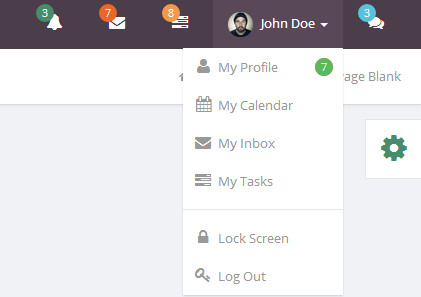 3
7
8
John Doe
3
My Profile
7
age Blank
My Calendar
My Inbox
My Tasks
Lock Screen
Log Out